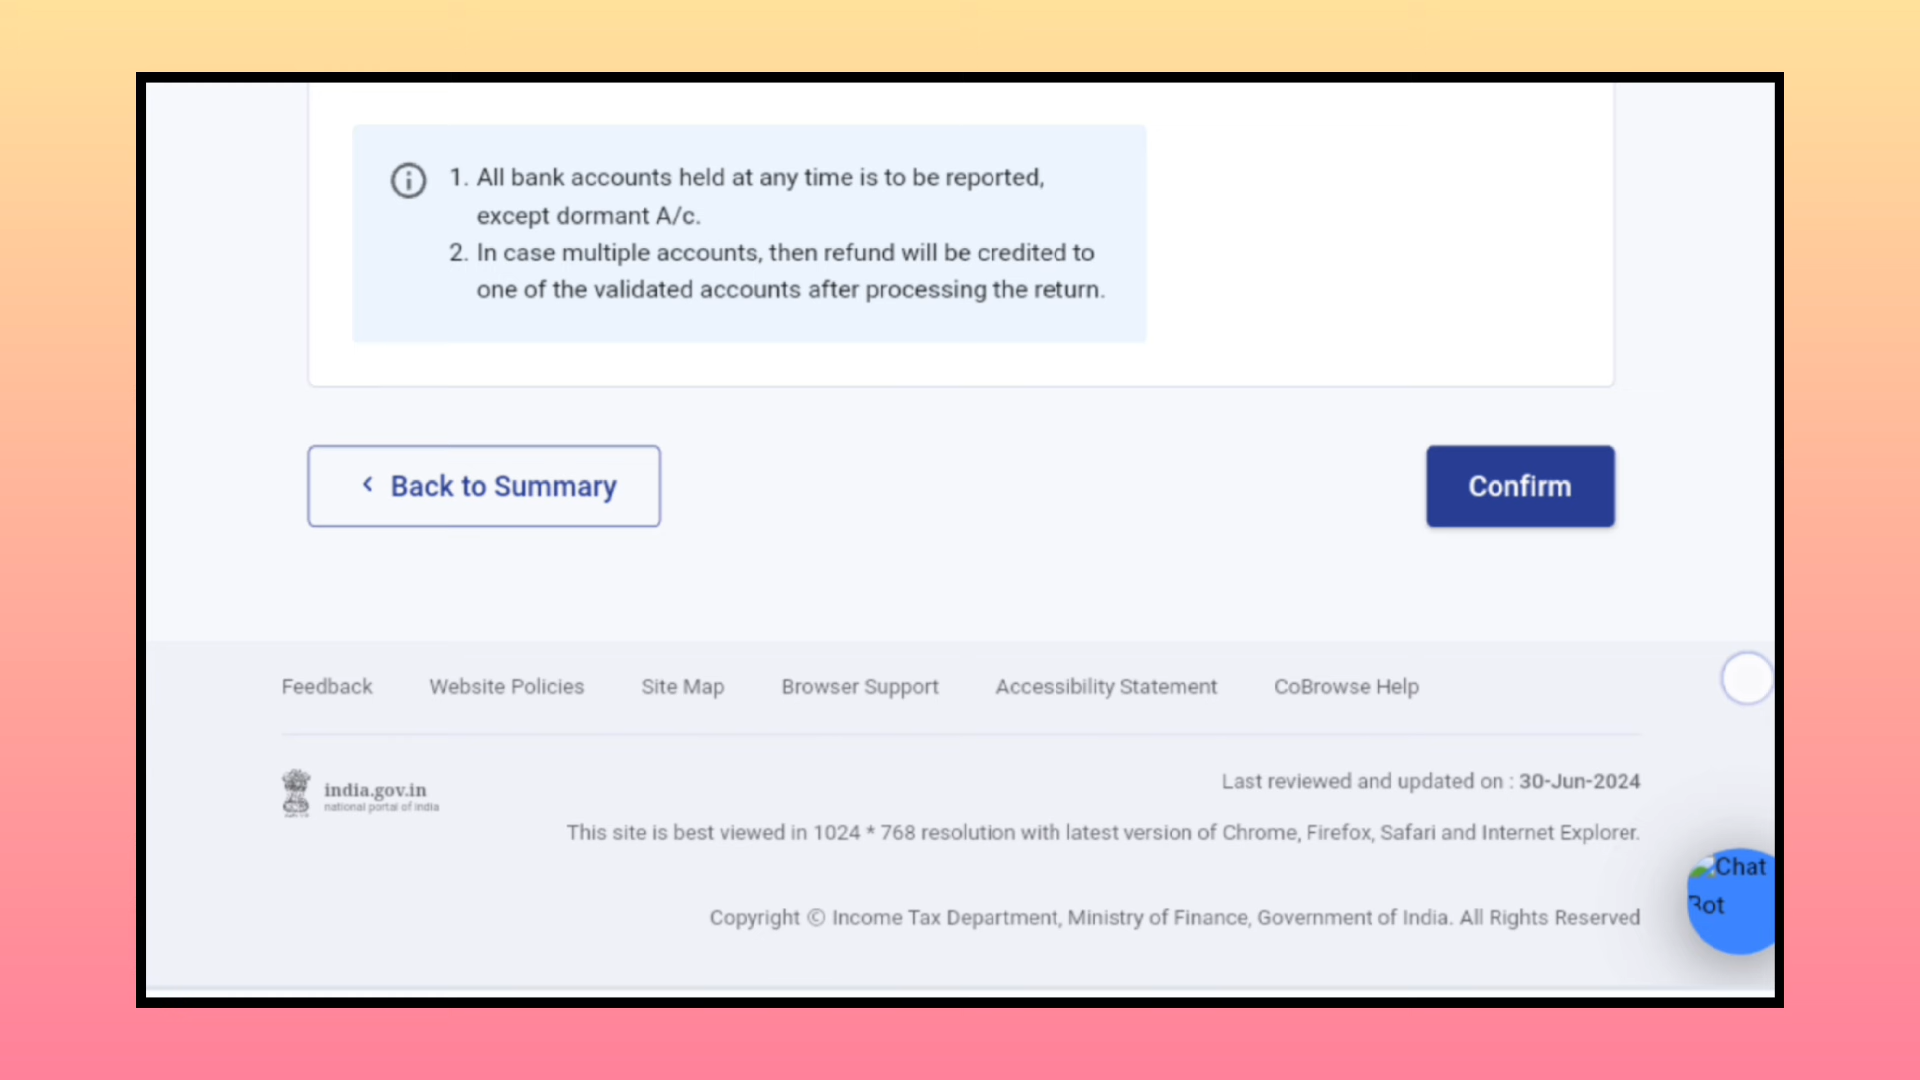 1. All bank accounts held at any time is to be reported,
except dormant A/c.
2. In case multiple accounts, then refund will be credited to
one of the validated accounts after processing the return.
Back to Summary
Confirm
Feedback
Website Policies
Site Map
Browser Support
Accessibility Statement
CoBrowse Help
india.gov.in
national portal of india
Last reviewed and updated on : 30-Jun-2024
This site is best viewed in 1024 * 768 resolution with latest version of Chrome, Firefox, Safari and Internet Explorer.
Chat
Bot
Copyright © Income Tax Department, Ministry of Finance, Government of India. All Rights Reserved